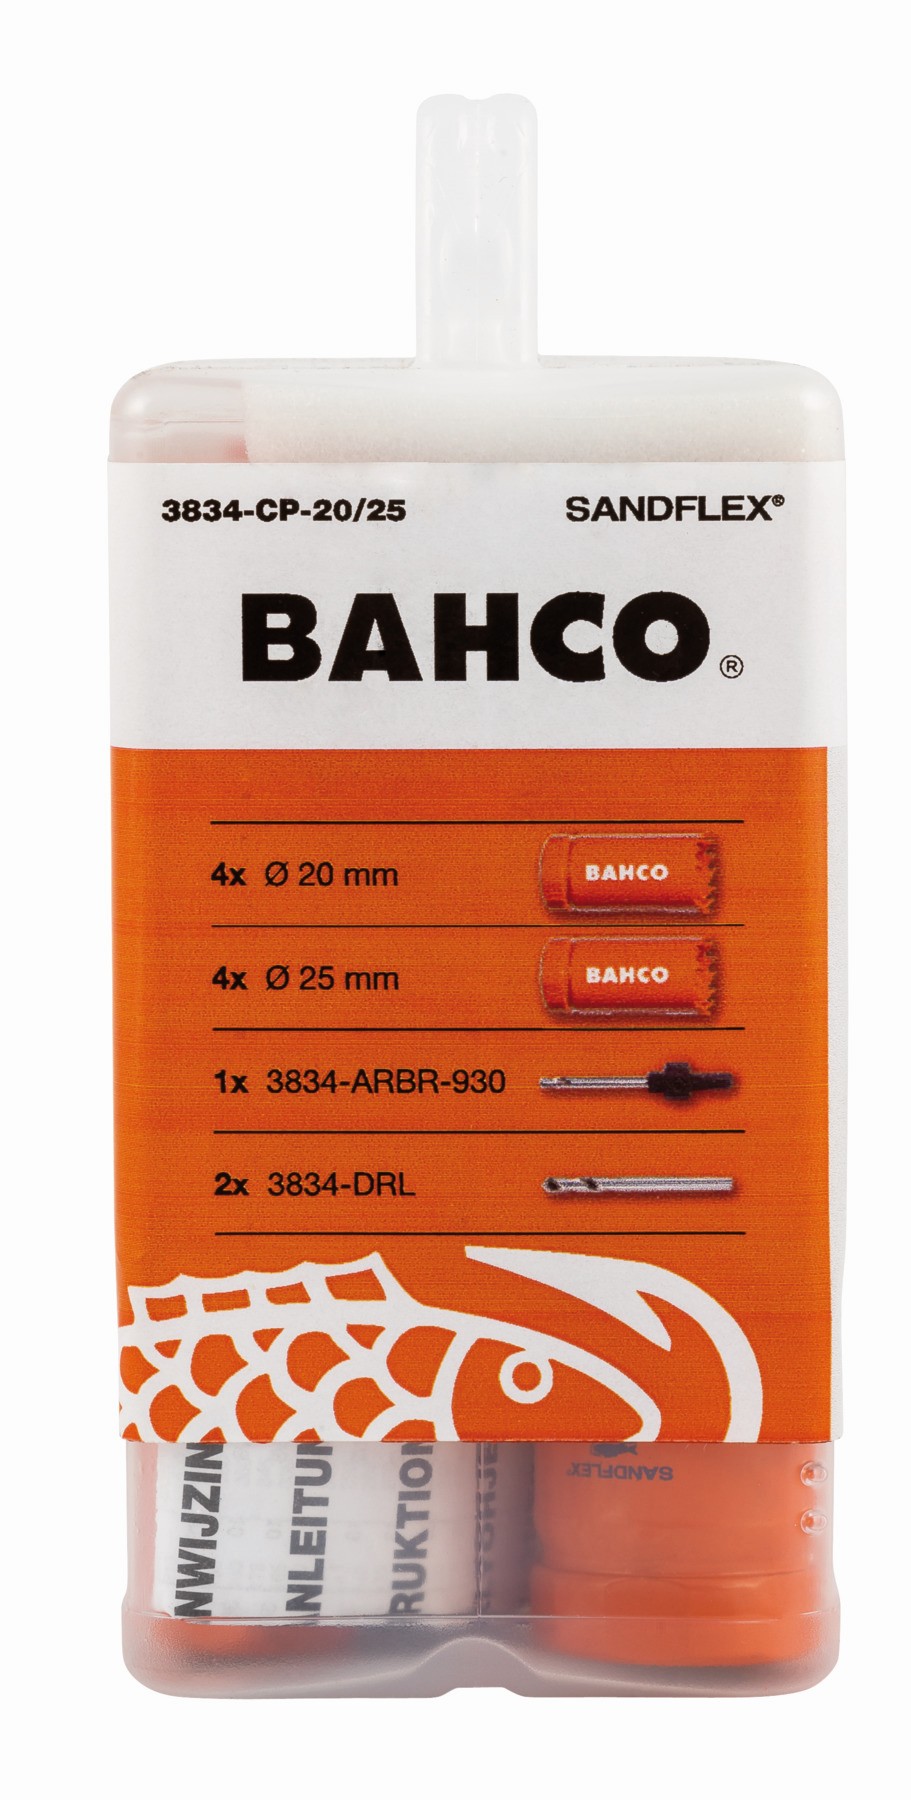 3834-CP-20/25 SANDFLEX®
BAHCO®
4x Ø 20 mm BAHCO
4x Ø 25 mm BAHCO
1x 3834-ARBR-930
2x 3834-DRL
NWIJZIN
NLEITUN
RUKTION
SANDFLEX®